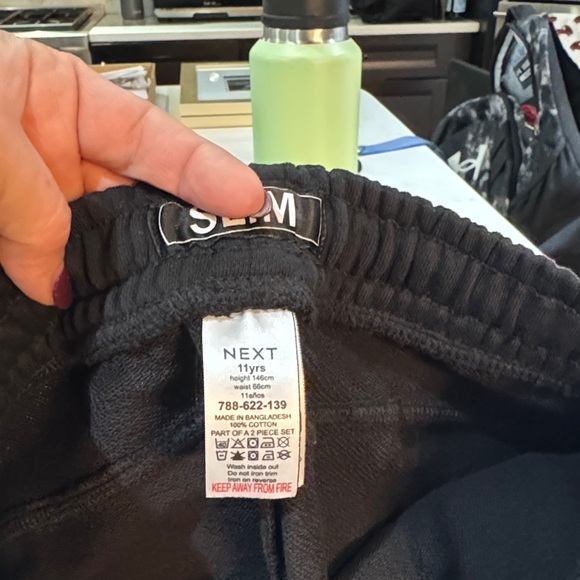 SLIM
NEXT
11yrs
height 146cm
waist 66cm
11años
788-622-139
MADE IN BANGLADESH
100% COTTON
PART OF A 2 PIECE SET
Wash inside out
Do not iron trim
Iron on reverse
KEEP AWAY FROM FIRE